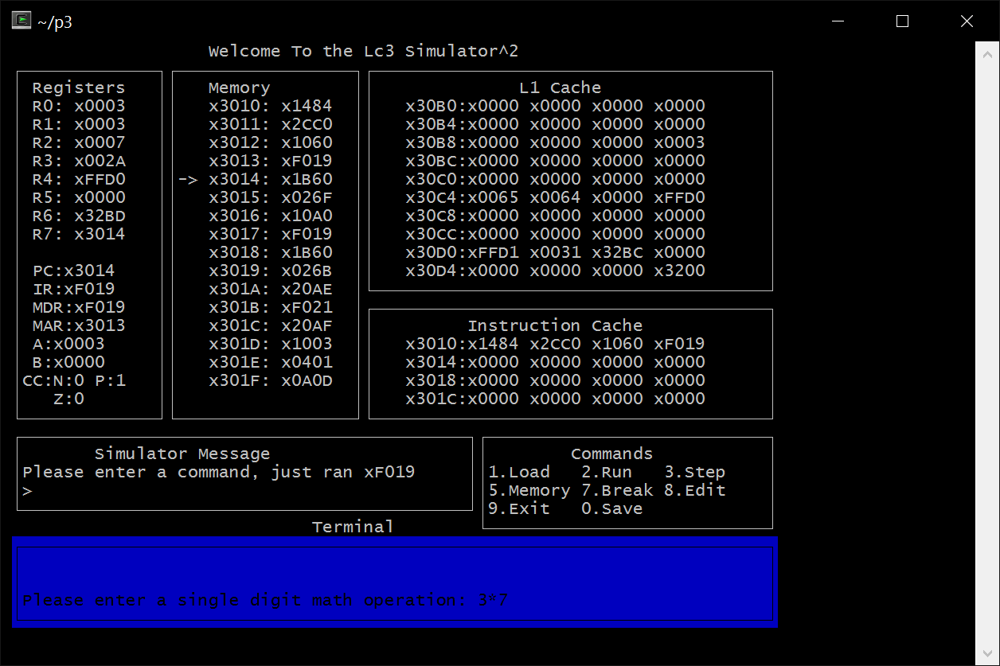 ~/p3
Welcome To the Lc3 Simulator^2
Registers
R0: x0003
R1: x0003
R2: x0007
R3: x002A
R4: xFFD0
R5: x0000
R6: x32BD
R7: x3014
PC:x3014
IR:xF019
MDR:xF019
MAR:x3013
A:x0003
B:x0000
CC:N:0 P:1
Z:0
Memory
x3010: x1484
x3011: x2CC0
x3012: x1060
x3013: xF019
-> x3014: x1B60
x3015: x026F
x3016: x10A0
x3017: xF019
x3018: x1B60
x3019: x026B
x301A: x20AE
x301B: xF021
x301C: x20AF
x301D: x1003
x301E: x0401
x301F: x0A0D
L1 Cache
x30B0:x0000 x0000 x0000 x0000
x30B4:x0000 x0000 x0000 x0000
x30B8:x0000 x0000 x0000 x0003
x30BC:x0000 x0000 x0000 x0000
x30C0:x0000 x0000 x0000 x0000
x30C4:x0065 x0064 x0000 xFFD0
x30C8:x0000 x0000 x0000 x0000
x30CC:x0000 x0000 x0000 x0000
x30D0:xFFD1 x0031 x32BC x0000
x30D4:x0000 x0000 x0000 x3200
Instruction Cache
x3010:x1484 x2CC0 x1060 xF019
x3014:x0000 x0000 x0000 x0000
x3018:x0000 x0000 x0000 x0000
x301C:x0000 x0000 x0000 x0000
Simulator Message
Please enter a command, just ran xF019
>
Commands
1.Load 2.Run 3.Step
5.Memory 7.Break 8.Edit
9.Exit 0.Save
Terminal
Please enter a single digit math operation: 3*7